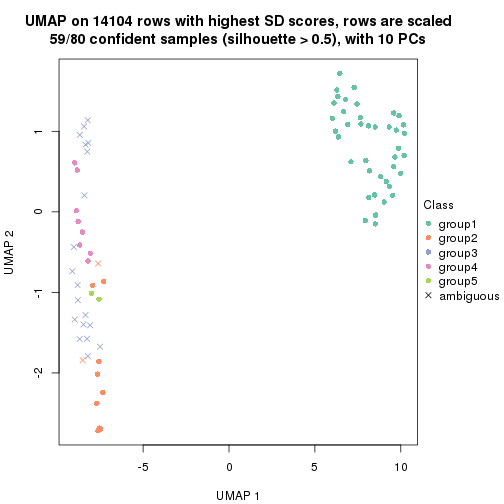 UMAP on 14104 rows with highest SD scores, rows are scaled
59/80 confident samples (silhouette > 0.5), with 10 PCs
UMAP 2
1
0
-1
-2
-5
0
5
10
UMAP 1
Class
group1
group2
group3
group4
group5
ambiguous